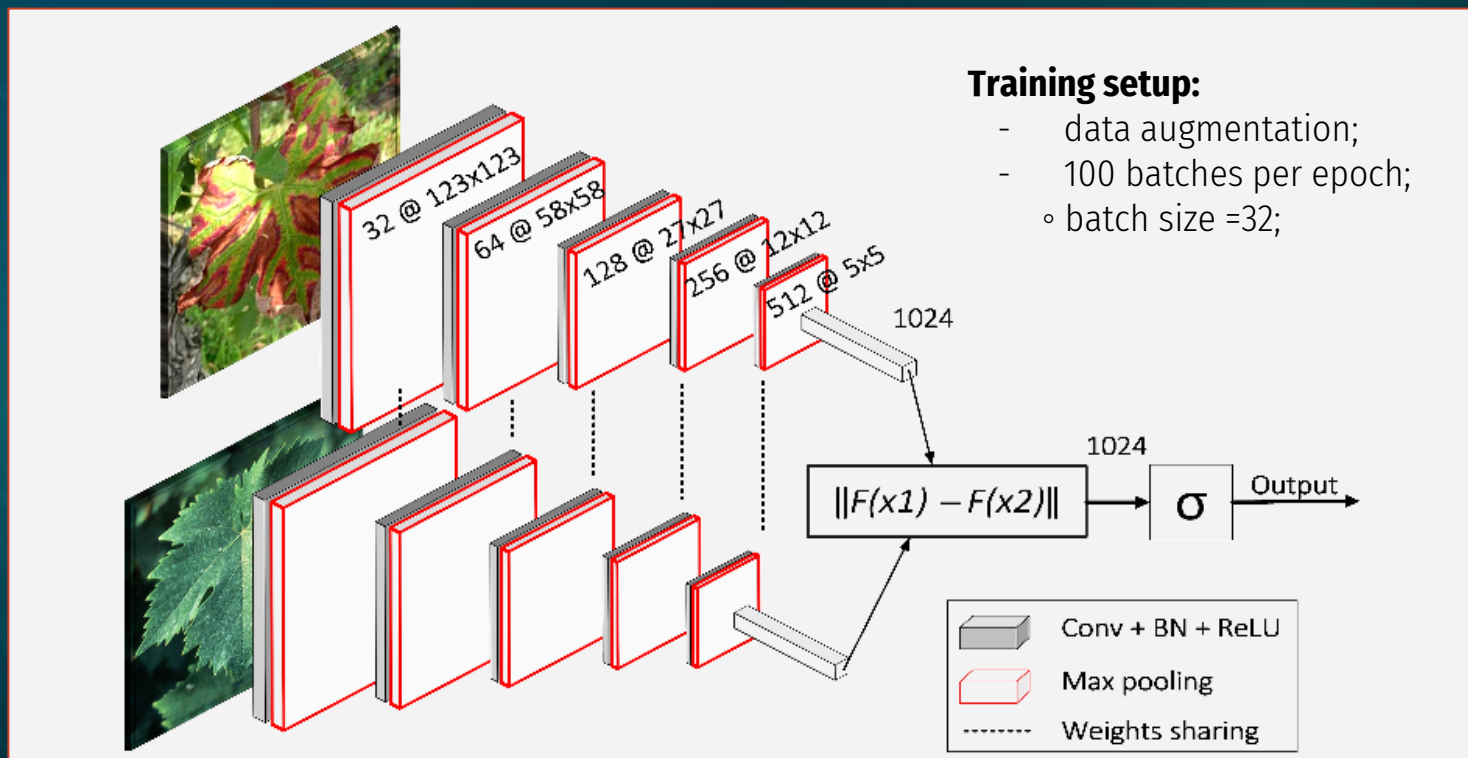 Training setup:
- data augmentation;
- 100 batches per epoch;
◦ batch size =32;
32 @ 123x123
64 @ 58x58
128 @ 27x27
256 @ 12x12
512 @ 5x5
1024
‖F(x1) – F(x2)‖
1024
σ
Output
Conv + BN + ReLU
Max pooling
Weights sharing